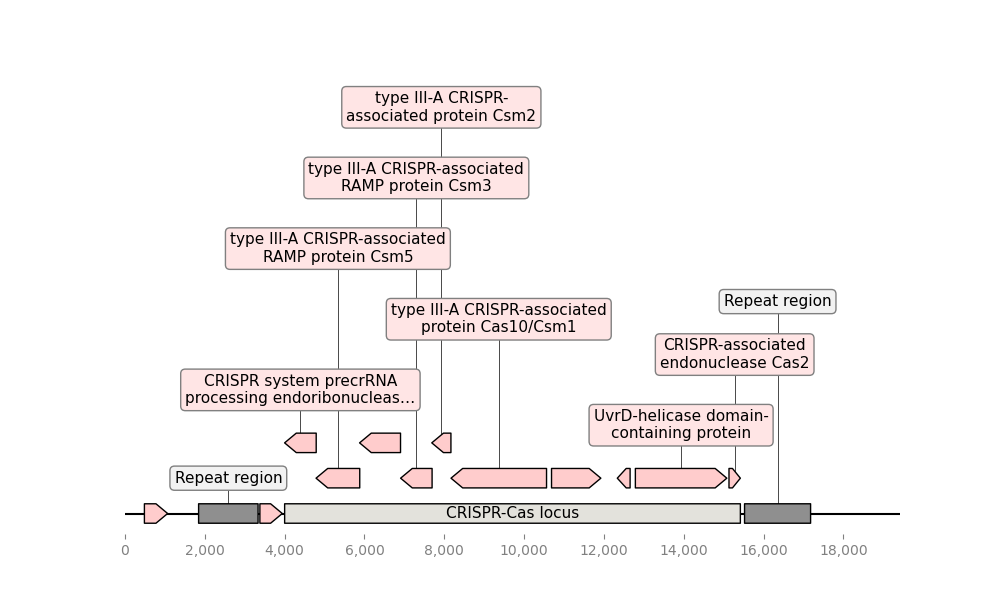 type III-A CRISPR-
associated protein Csm2
type III-A CRISPR-associated
RAMP protein Csm3
type III-A CRISPR-associated
RAMP protein Csm5
Repeat region
type III-A CRISPR-associated
protein Cas10/Csm1
CRISPR-associated
endonuclease Cas2
CRISPR system precrRNA
processing endoribonucleas...
UvrD-helicase domain-
containing protein
Repeat region
CRISPR-Cas locus
0 2,000 4,000 6,000 8,000 10,000 12,000 14,000 16,000 18,000